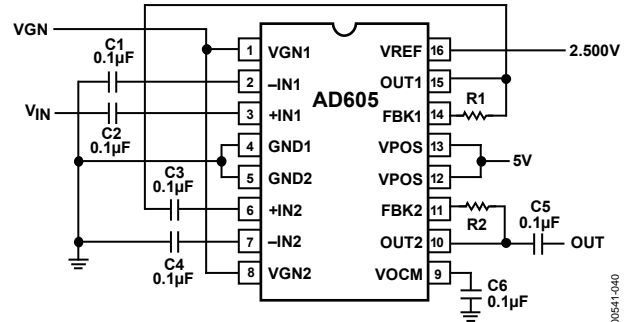 VGN
C1
0.1µF
VIN
C2
0.1µF
C3
0.1µF
C4
0.1µF
AD605
1 VGN1
2 –IN1
3 +IN1
4 GND1
5 GND2
6 +IN2
7 –IN2
8 VGN2
VREF 16
OUT1 15
FBK1 14
VPOS 13
VPOS 12
FBK2 11
OUT2 10
VOCM 9
2.500V
R1
5V
R2
C5
0.1µF
OUT
C6
0.1µF
00541-040